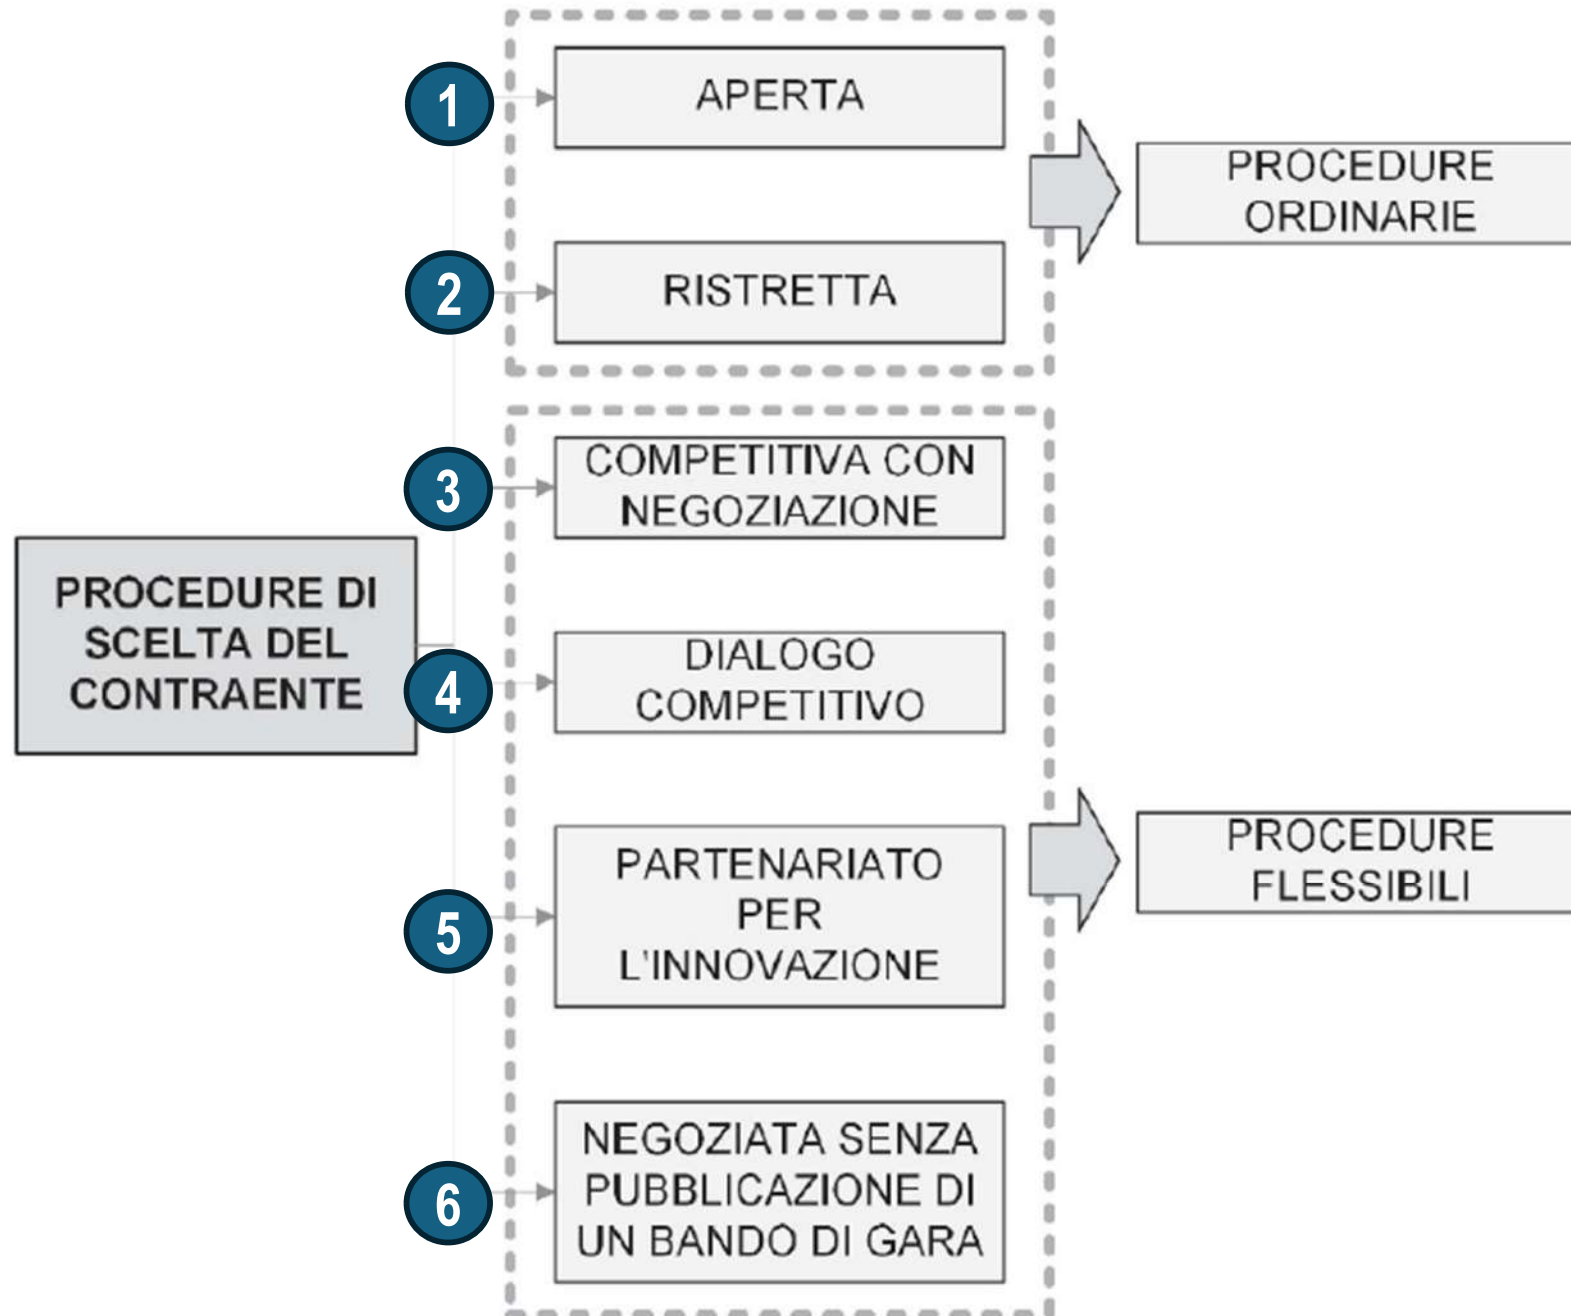 1
APERTA
PROCEDURE
ORDINARIE
2
RISTRETTA
3
COMPETITIVA CON
NEGOZIAZIONE
PROCEDURE DI
SCELTA DEL
CONTRAENTE
4
DIALOGO
COMPETITIVO
5
PARTENARIATO
PER
L'INNOVAZIONE
PROCEDURE
FLESSIBILI
6
NEGOZIATA SENZA
PUBBLICAZIONE DI
UN BANDO DI GARA